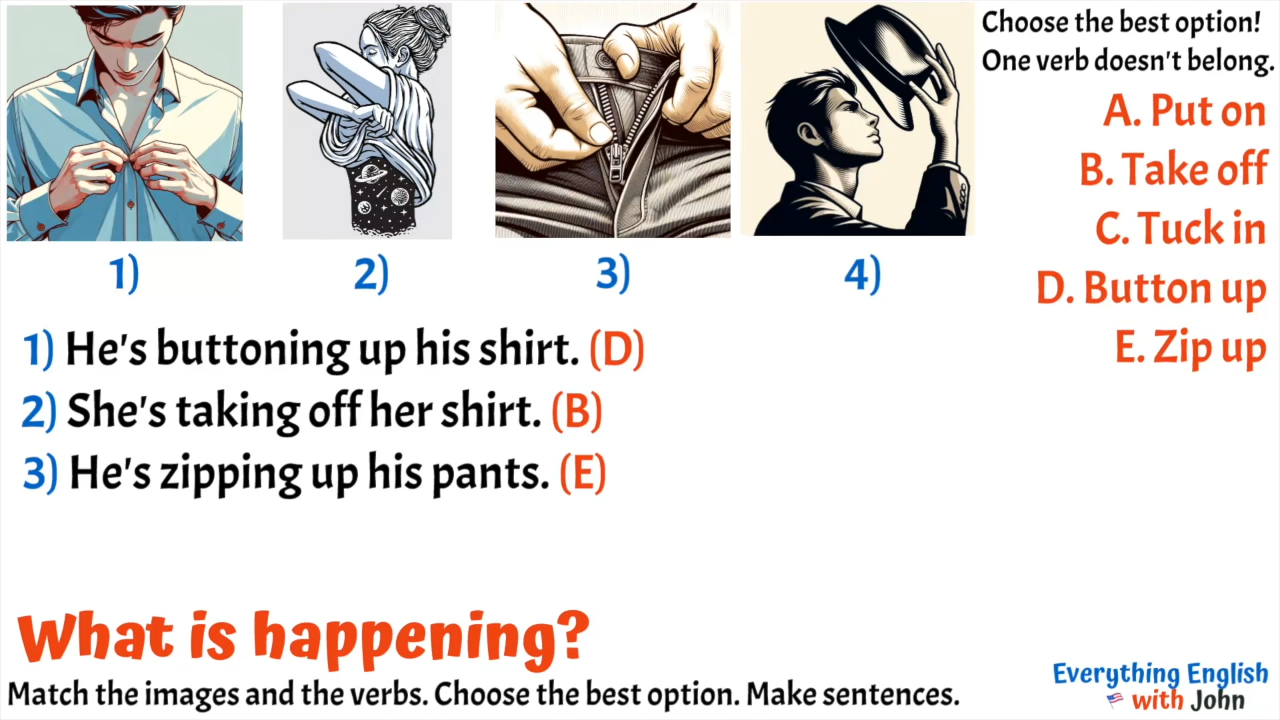 Choose the best option!
One verb doesn't belong.
A. Put on
B. Take off
C. Tuck in
D. Button up
E. Zip up
1)
2)
3)
4)
1) He's buttoning up his shirt. (D)
2) She's taking off her shirt. (B)
3) He's zipping up his pants. (E)
What is happening?
Match the images and the verbs. Choose the best option. Make sentences.
Everything English
with John